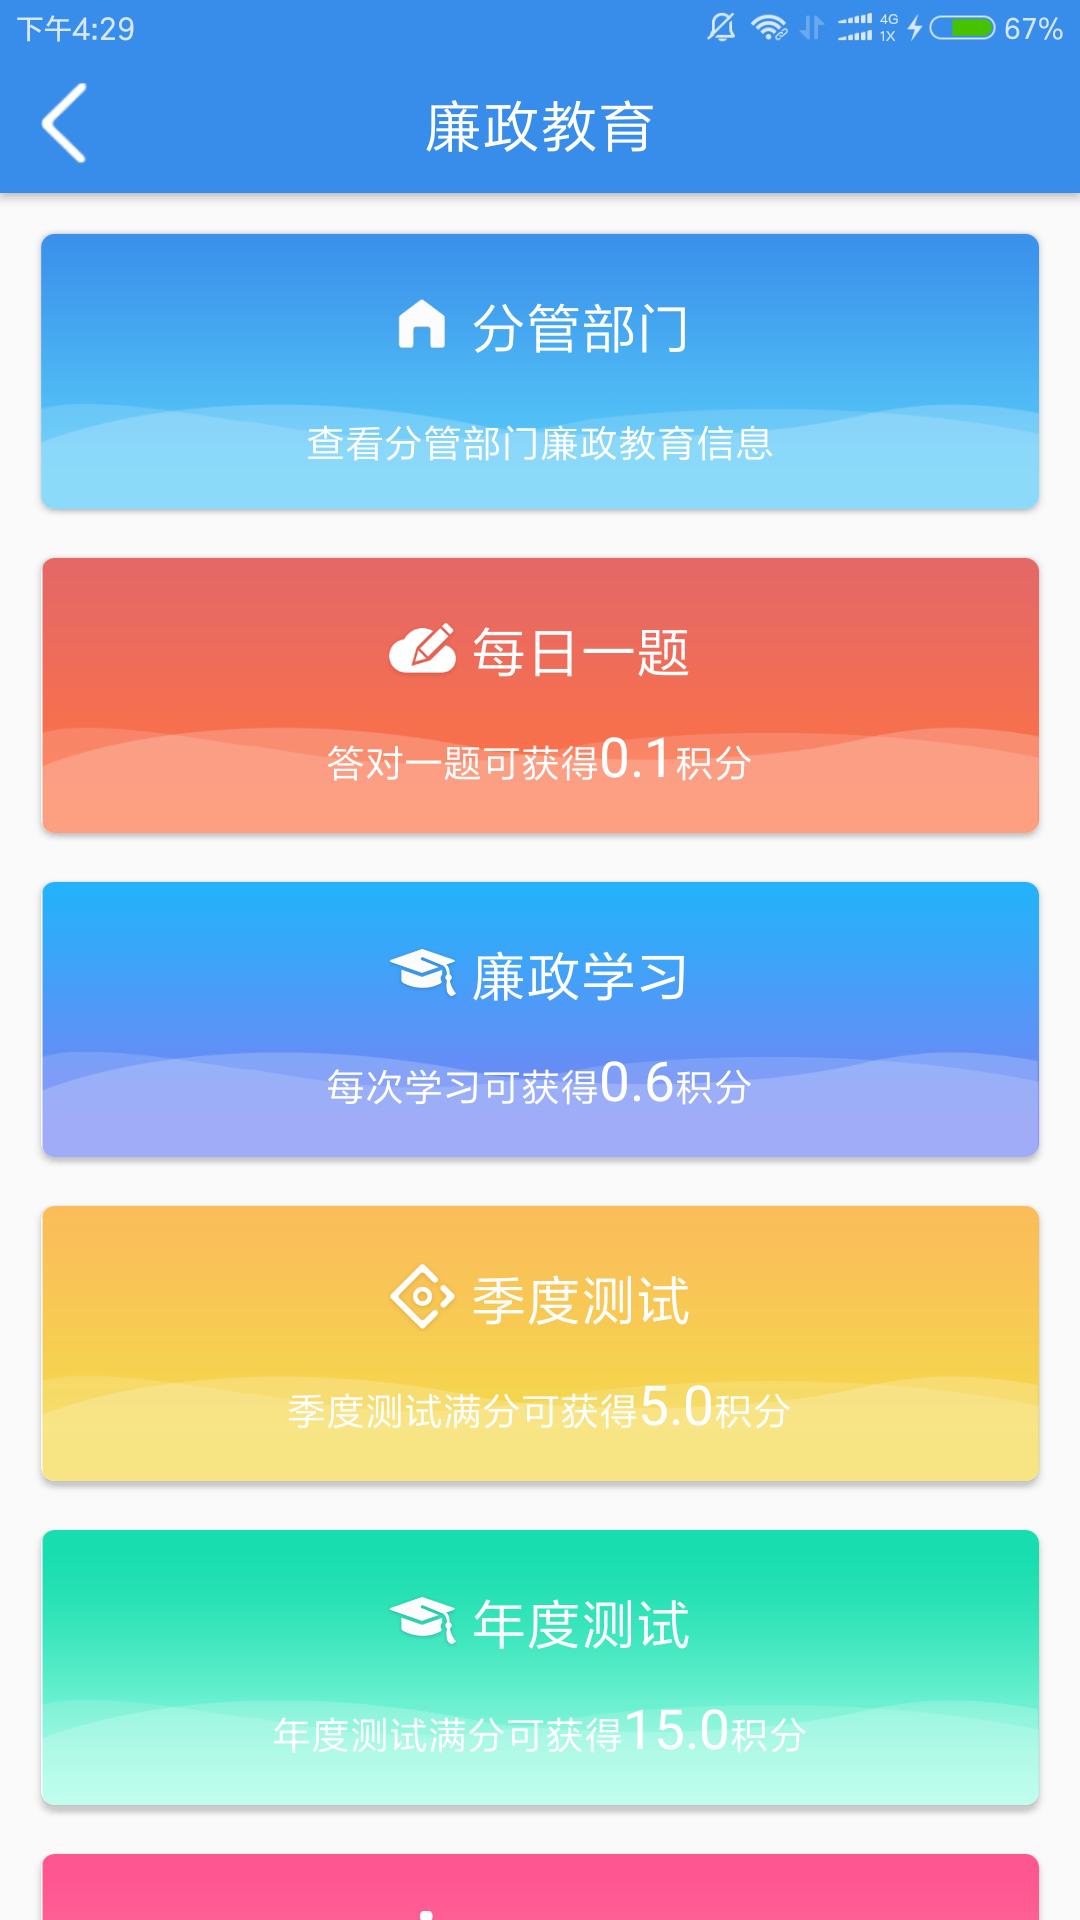 下午4:29
4G
1X
67%
廉政教育
分管部门
查看分管部门廉政教育信息
每日一题
答对一题可获得0.1积分
廉政学习
每次学习可获得0.6积分
季度测试
季度测试满分可获得5.0积分
年度测试
年度测试满分可获得15.0积分